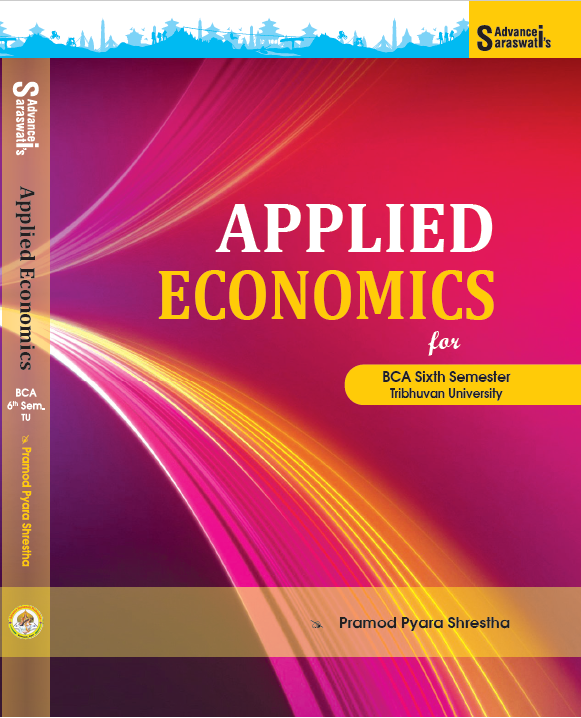 Advance
Saraswati's
Advance
Saraswati's
Applied Economics
BCA
6th Sem.
TU
Pramod Pyara Shrestha
APPLIED
ECONOMICS
for
BCA Sixth Semester
Tribhuvan University
Pramod Pyara Shrestha